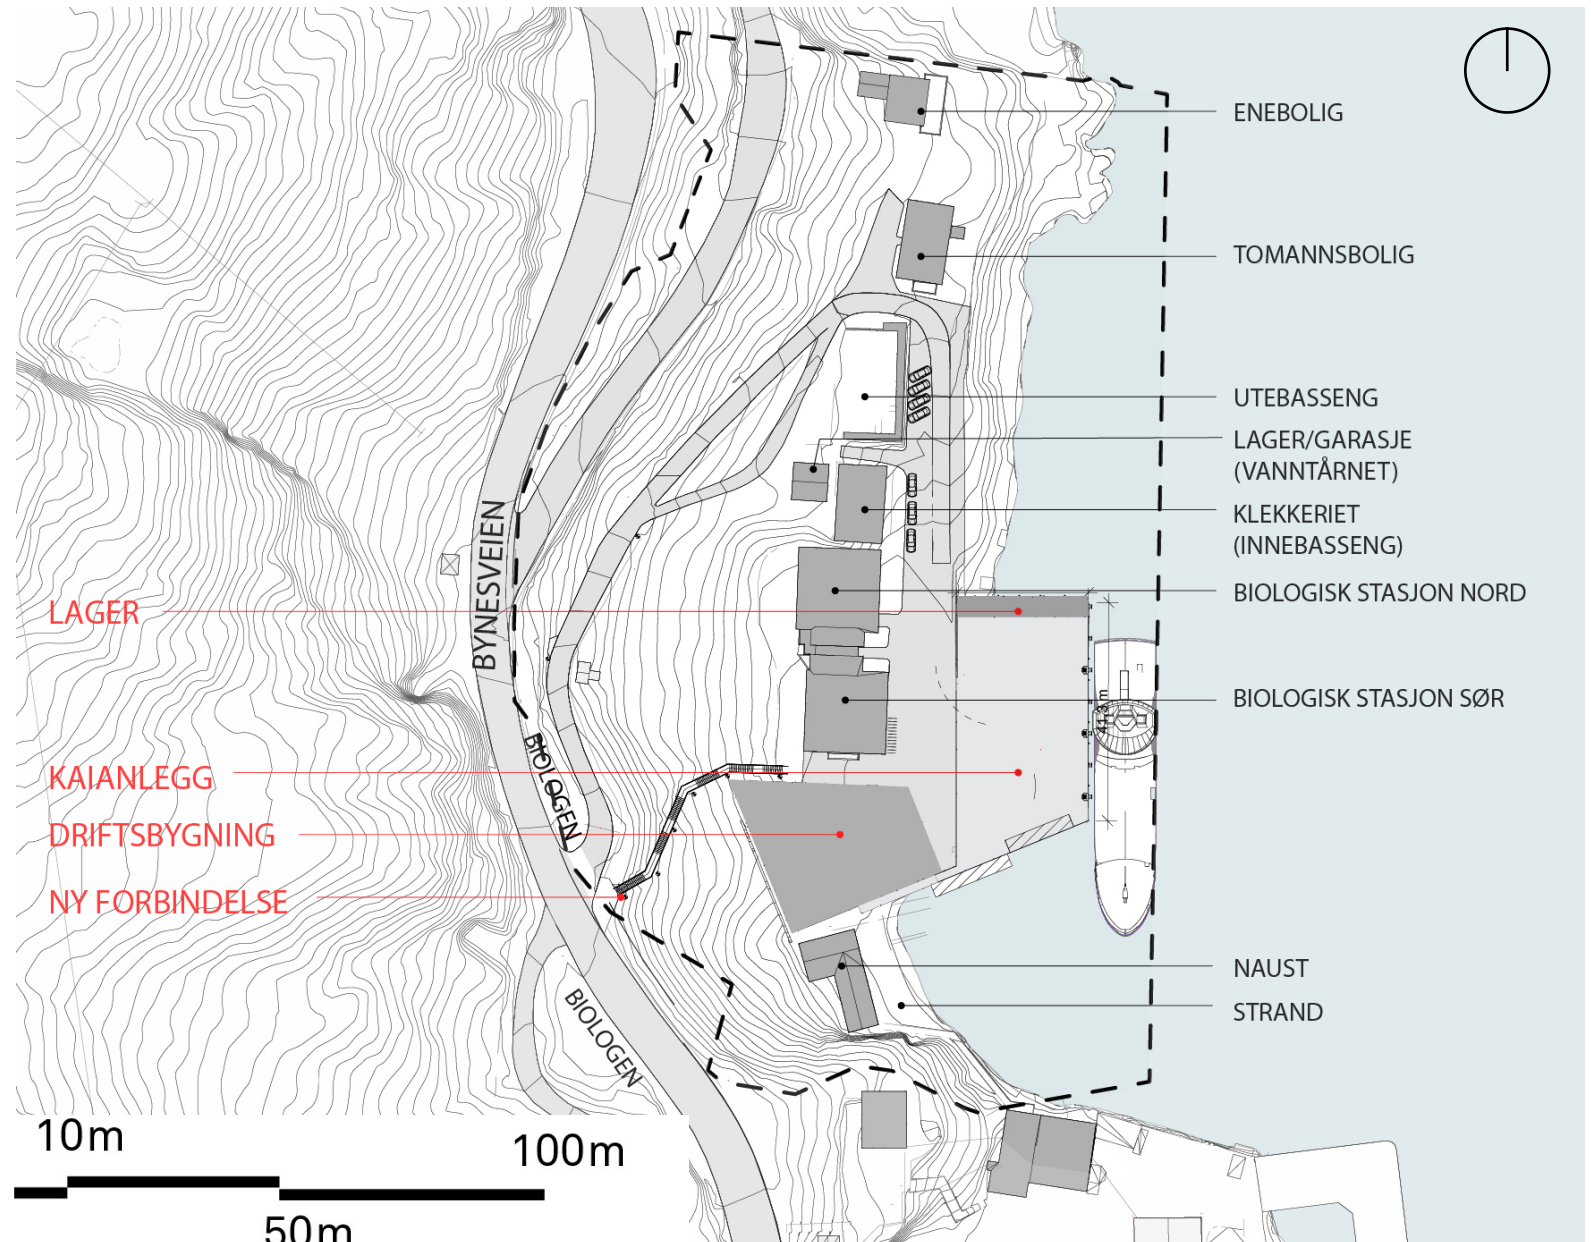 ENEBOLIG
TOMANNSBOLIG
UTEBASSENG
LAGER/GARASJE
(VANNTÅRNET)
KLEKKERIET
(INNEBASSENG)
BIOLOGISK STASJON NORD
BIOLOGISK STASJON SØR
NAUST
STRAND
LAGER
KAIANLEGG
DRIFTSBYGNING
NY FORBINDELSE
BYNESVEIEN
BIOLOGEN
BIOLOGEN
10m
100m
50m